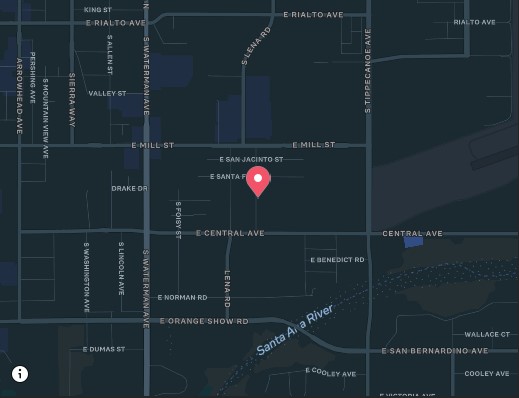 KING ST
E RIALTO AVE
E RIALTO AVE
RIALTO AVE
S ALLEN ST
S WATERMAN AVE
S LENA RD
S TIPPECANOE AVE
ARROWHEAD AVE
PERSHING AVE
S MOUNTAIN VIEW AVE
SIERRA WAY
VALLEY ST
E MILL ST
E MILL ST
E SAN JACINTO ST
E SANTA F
DRAKE DR
S FOISY ST
E CENTRAL AVE
CENTRAL AVE
S WASHINGTON AVE
S LINCOLN AVE
S WATERMAN AVE
LENA RD
E BENEDICT RD
E NORMAN RD
E ORANGE SHOW RD
Santa Ana River
WALLACE CT
E DUMAS ST
E SAN BERNARDINO AVE
E COOLEY AVE
COOLEY AVE
E VICTORIA AVE